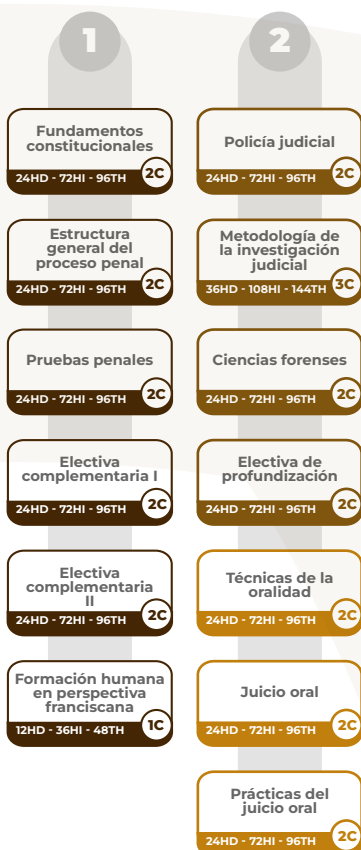 1
Fundamentos
constitucionales
24HD - 72HI - 96TH
2C
Estructura
general del
proceso penal
24HD - 72HI - 96TH
2C
Pruebas penales
24HD - 72HI - 96TH
2C
Electiva
complementaria I
24HD - 72HI - 96TH
2C
Electiva
complementaria
II
24HD - 72HI - 96TH
2C
Formación humana
en perspectiva
franciscana
12HD - 36HI - 48TH
1C
2
Policía judicial
24HD - 72HI - 96TH
2C
Metodología de
la investigación
judicial
36HD - 108HI - 144TH
3C
Ciencias forenses
24HD - 72HI - 96TH
2C
Electiva de
profundización
24HD - 72HI - 96TH
2C
Técnicas de la
oralidad
24HD - 72HI - 96TH
2C
Juicio oral
24HD - 72HI - 96TH
2C
Prácticas del
juicio oral
24HD - 72HI - 96TH
2C